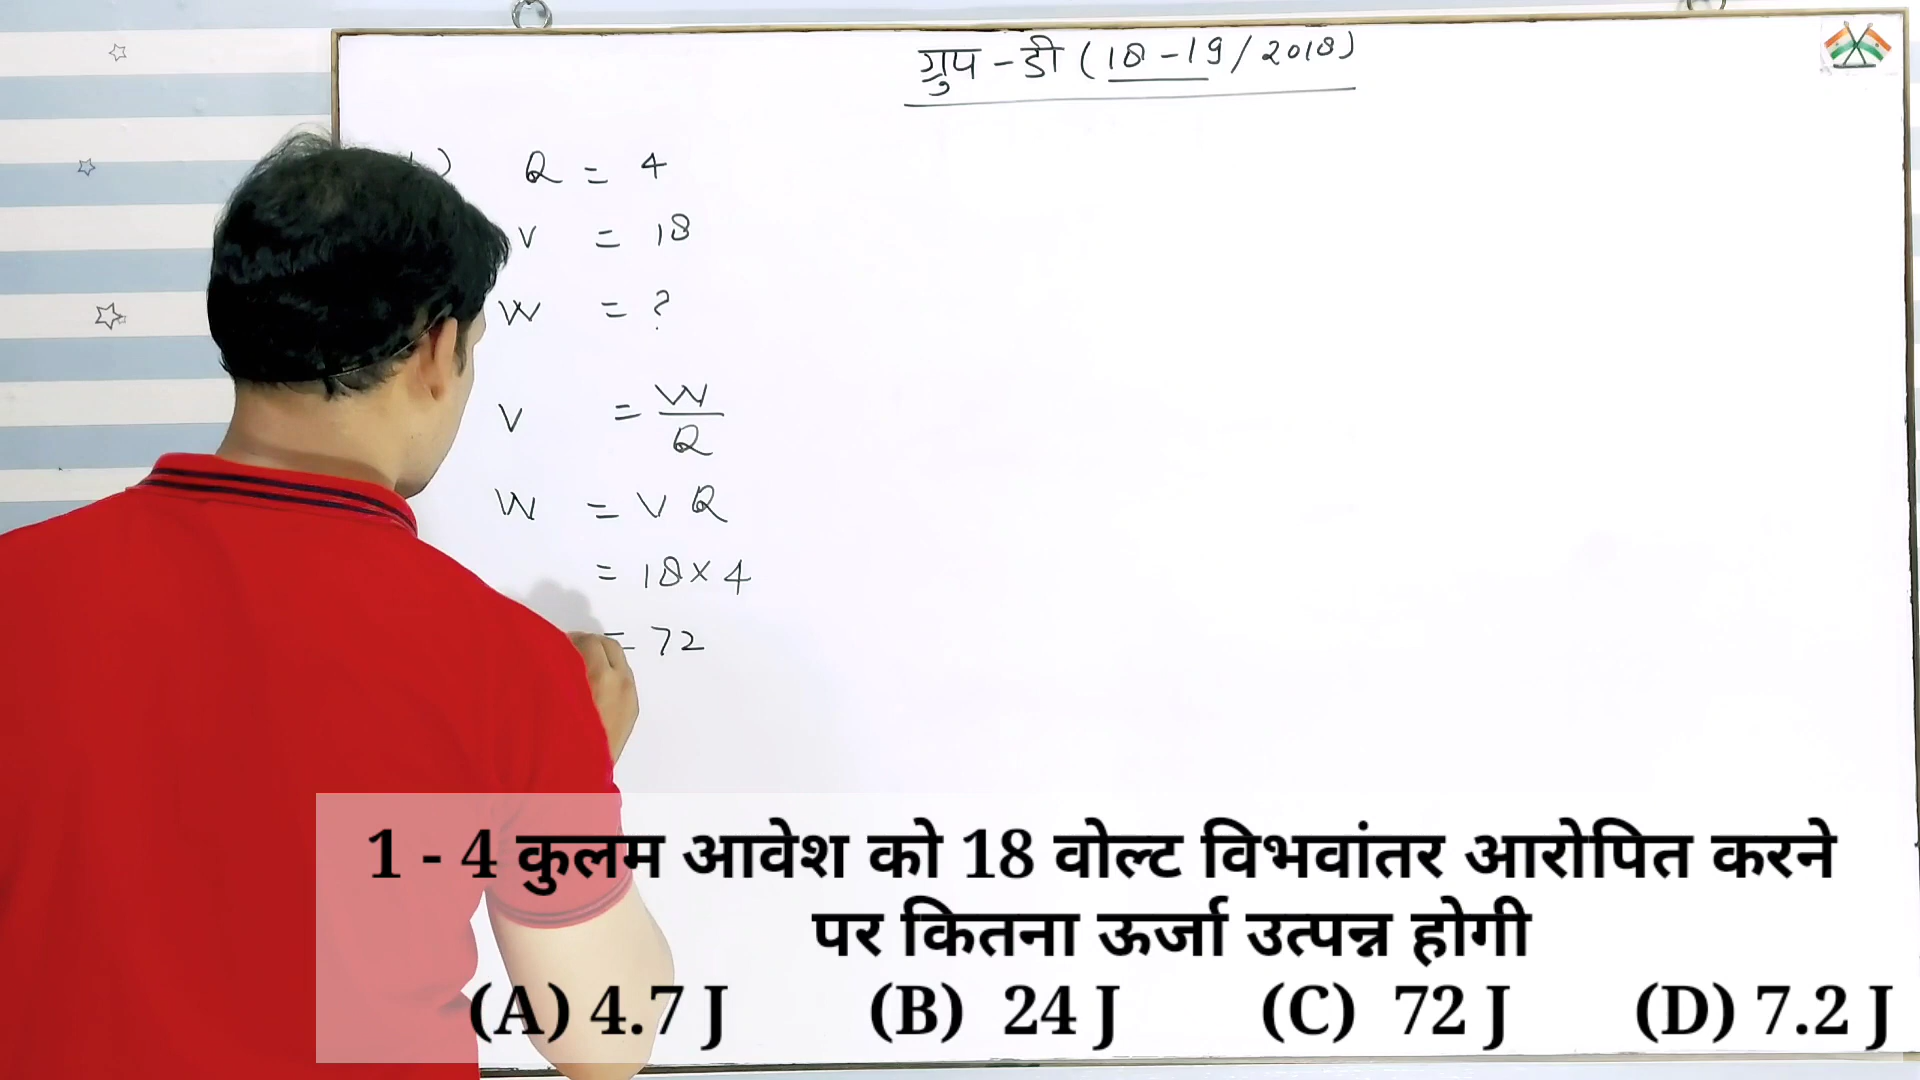 ग्रुप - डी ( 18 - 19 / 2018 )
) Q = 4
V = 18
W = ?
V = W / Q
W = V Q
= 18 × 4
= 72
1 - 4 कुलम आवेश को 18 वोल्ट विभवांतर आरोपित करने
पर कितना ऊर्जा उत्पन्न होगी
(A) 4.7 J (B) 24 J (C) 72 J (D) 7.2 J